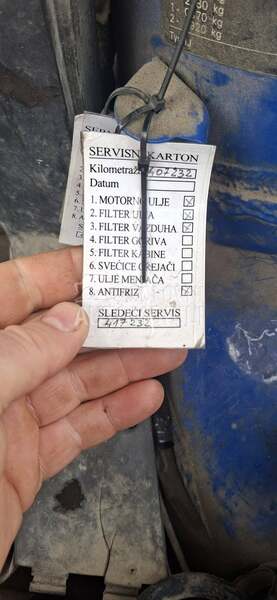 SERVISNI KARTON
Kilometraža 407232
Datum
1. MOTORNO ULJE
2. FILTER ULJA
3. FILTER VAZDUHA
4. FILTER GORIVA
5. FILTER KABINE
6. SVEĆICE GREJAČI
7. ULJE MENJAČA
8. ANTIFRIZ
SLEDEĆI SERVIS
417232